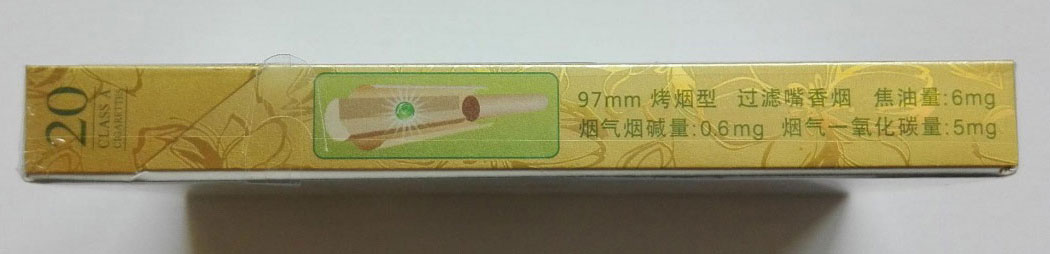 20
CLASS A
CIGARETTES
97mm 烤烟型 过滤嘴香烟 焦油量:6mg
烟气烟碱量:0.6mg 烟气一氧化碳量:5mg